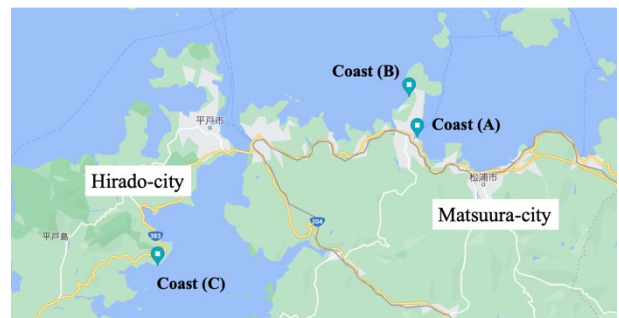 Coast (B)
平戸市
Coast (A)
Hirado-city
松浦市
Matsuura-city
204
平戸島
383
Coast (C)